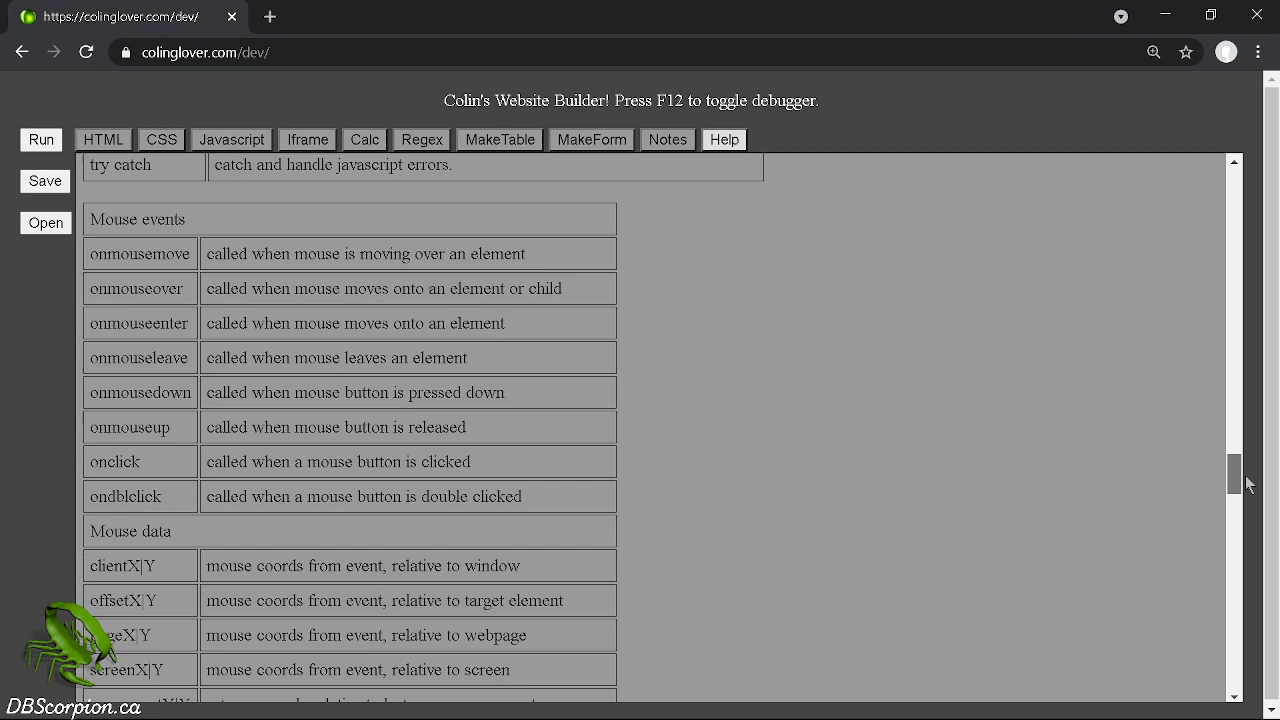 https://colinglover.com/dev/
colinglover.com/dev/
Colin's Website Builder! Press F12 to toggle debugger.
Run HTML CSS Javascript Iframe Calc Regex MakeTable MakeForm Notes Help
Save
Open
try catch catch and handle javascript errors.
Mouse events
onmousemove called when mouse is moving over an element
onmouseover called when mouse moves onto an element or child
onmouseenter called when mouse moves onto an element
onmouseleave called when mouse leaves an element
onmousedown called when mouse button is pressed down
onmouseup called when mouse button is released
onclick called when a mouse button is clicked
ondblclick called when a mouse button is double clicked
Mouse data
clientX|Y mouse coords from event, relative to window
offsetX|Y mouse coords from event, relative to target element
mouse coords from event, relative to webpage
screenX|Y mouse coords from event, relative to screen
DBScorpion.ca